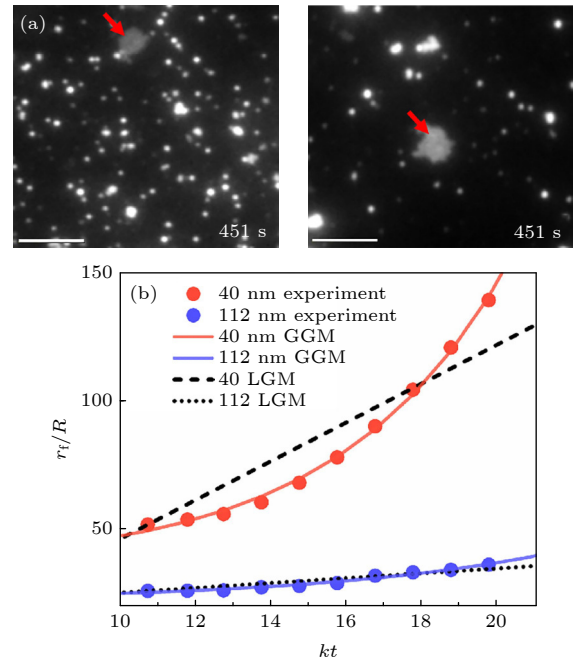 (a)
451 s
451 s
(b)
40 nm experiment
112 nm experiment
40 nm GGM
112 nm GGM
40 LGM
112 LGM
150
100
50
r_f/R
10 12 14 16 18 20
kt